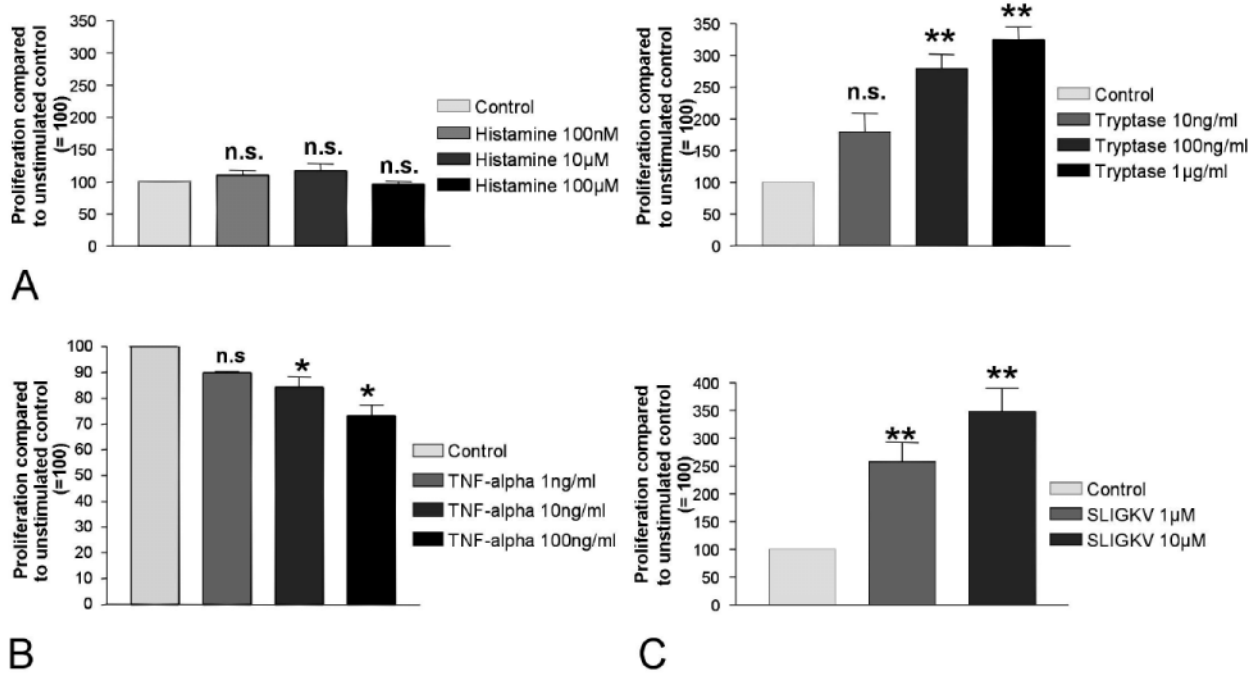 Proliferation compared
to unstimulated control
(= 100)
350
300
250
200
150
100
50
0
n.s.
n.s.
n.s.
Control
Histamine 100nM
Histamine 10µM
Histamine 100µM
A
Proliferation compared
to unstimulated control
(= 100)
350
300
250
200
150
100
50
0
n.s.
**
**
Control
Tryptase 10ng/ml
Tryptase 100ng/ml
Tryptase 1µg/ml
Proliferation compared
to unstimulated control
(=100)
100
90
80
70
60
50
40
30
20
10
0
n.s
*
*
Control
TNF-alpha 1ng/ml
TNF-alpha 10ng/ml
TNF-alpha 100ng/ml
B
Proliferation compared
to unstimulated control
(= 100)
400
350
300
250
200
150
100
50
0
**
**
Control
SLIGKV 1µM
SLIGKV 10µM
C